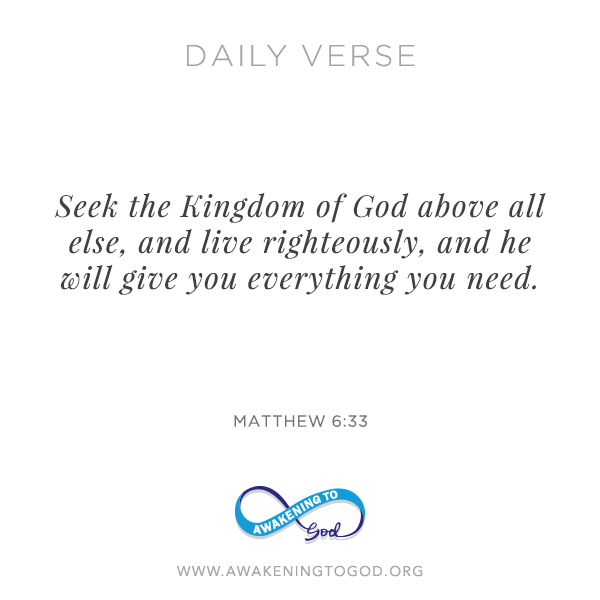 DAILY VERSE
Seek the Kingdom of God above all
else, and live righteously, and he
will give you everything you need.
MATTHEW 6:33
AWAKENING TO
God
WWW.AWAKENINGTOGOD.ORG